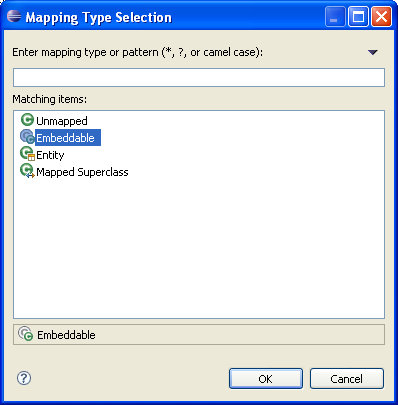 Mapping Type Selection
Enter mapping type or pattern (*, ?, or camel case):
Matching items:
Unmapped
Embeddable
Entity
Mapped Superclass
Embeddable
OK Cancel